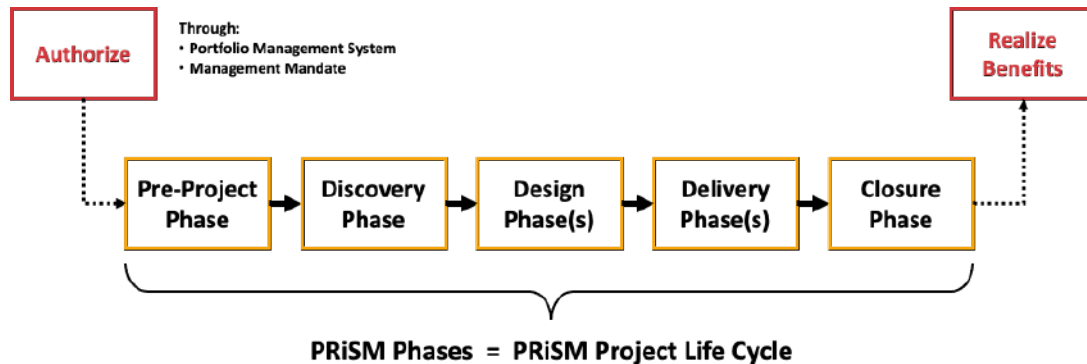 Authorize
Through:
• Portfolio Management System
• Management Mandate
Realize
Benefits
Pre-Project
Phase
Discovery
Phase
Design
Phase(s)
Delivery
Phase(s)
Closure
Phase
PRiSM Phases = PRiSM Project Life Cycle